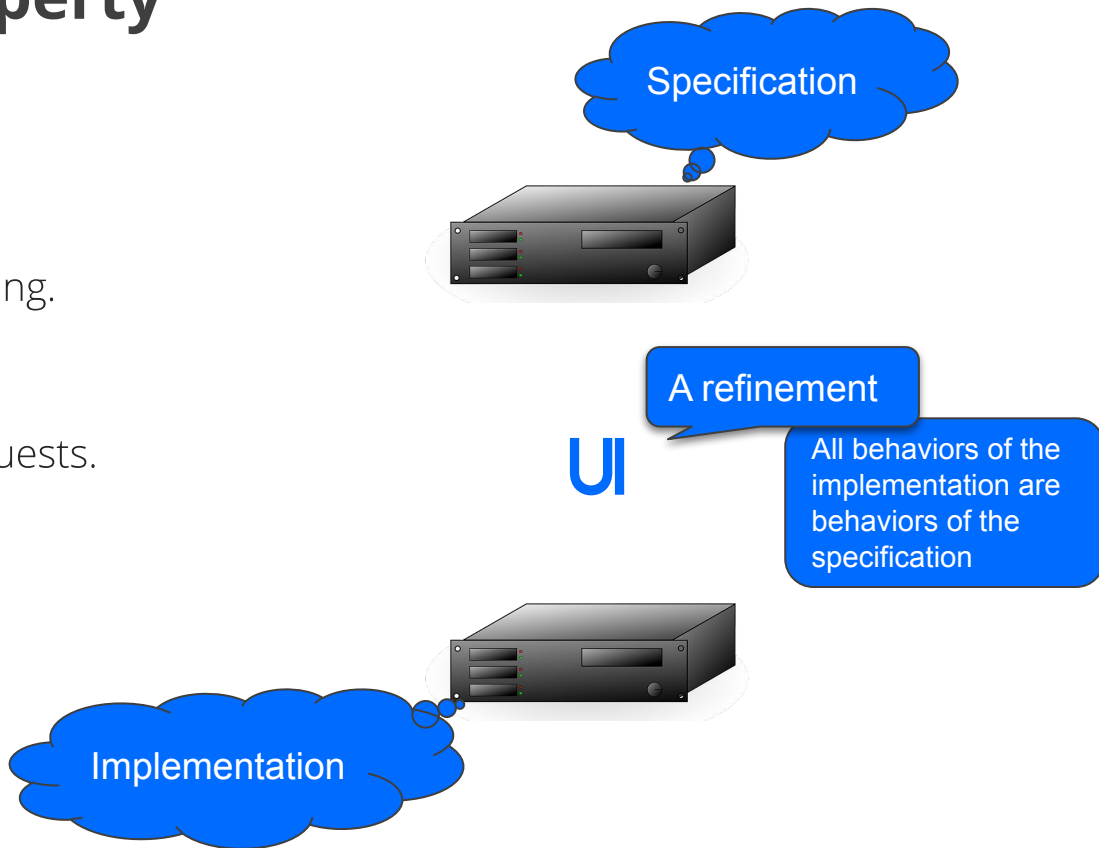 perty
Specification
ng.
A refinement
uests.
All behaviors of the
implementation are
behaviors of the
specification
Implementation